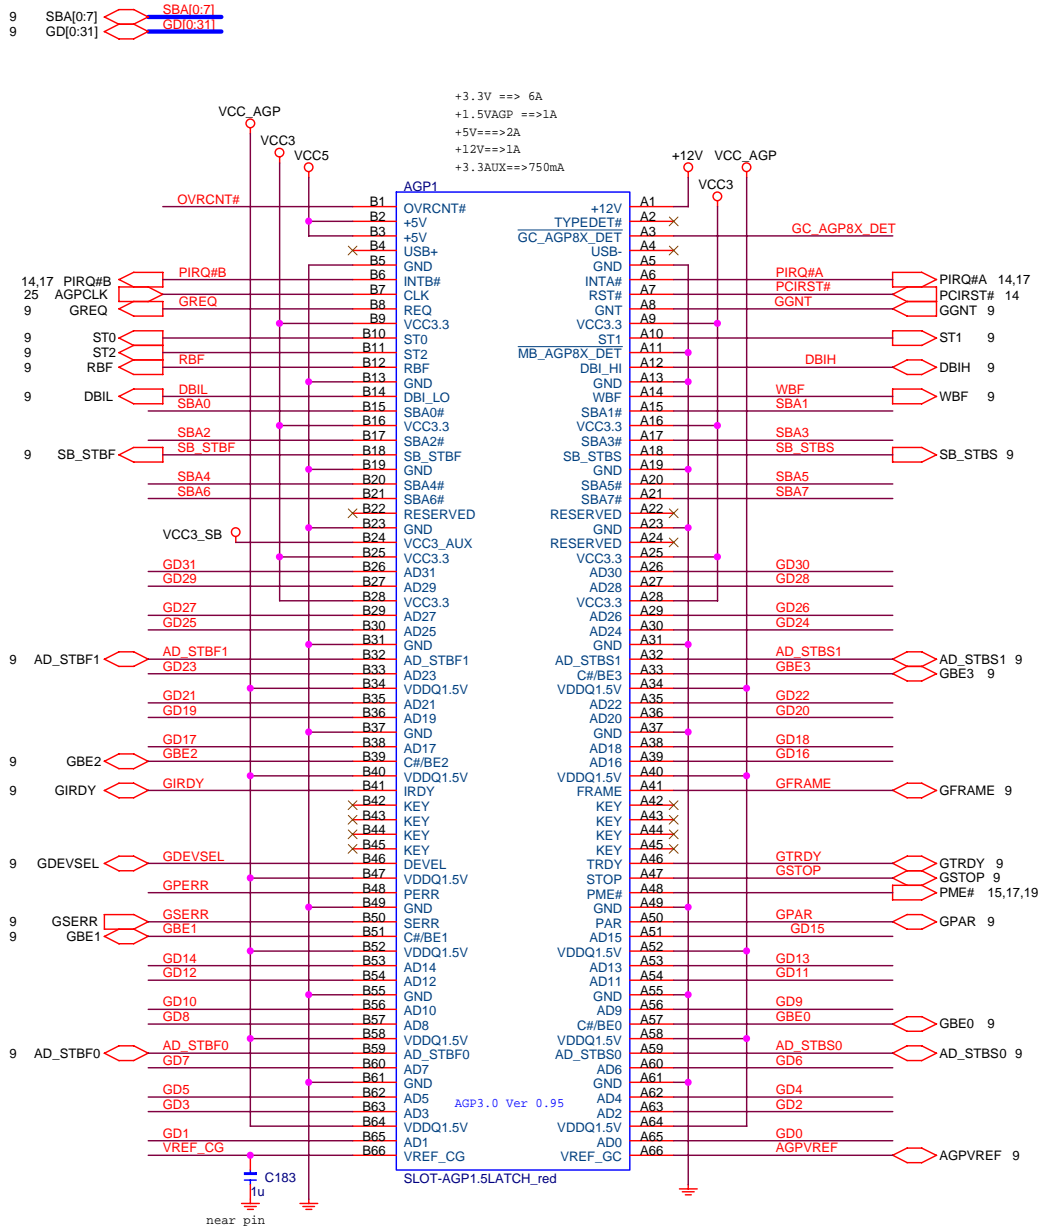 9 SBA[0:7] SBA[0:7]
9 GD[0:31] GD[0:31]
+3.3V ==> 6A
+1.5VAGP ==>1A
+5V===>2A
+12V==>1A
+3.3AUX==>750mA
VCC_AGP
VCC3
VCC5
+12V VCC_AGP
VCC3
AGP1
OVRCNT# B1 OVRCNT# +12V A1
B2 +5V TYPEDET# A2
B3 +5V GC_AGP8X_DET A3 GC_AGP8X_DET
B4 USB+ USB- A4
B5 GND GND A5
14,17 PIRQ#B PIRQ#B B6 INTB# INTA# A6 PIRQ#A PIRQ#A 14,17
25 AGPCLK B7 CLK RST# A7 PCIRST# PCIRST# 14
9 GREQ GREQ B8 REQ GNT A8 GGNT GGNT 9
B9 VCC3.3 VCC3.3 A9
9 ST0 B10 ST0 ST1 A10 ST1 9
9 ST2 B11 ST2 MB_AGP8X_DET A11
9 RBF RBF B12 RBF DBI_HI A12 DBIH DBIH 9
B13 GND GND A13
9 DBIL DBIL B14 DBI_LO WBF A14 WBF WBF 9
SBA0 B15 SBA0# SBA1# A15 SBA1
B16 VCC3.3 VCC3.3 A16
SBA2 B17 SBA2# SBA3# A17 SBA3
9 SB_STBF SB_STBF B18 SB_STBF SB_STBS A18 SB_STBS SB_STBS 9
B19 GND GND A19
SBA4 B20 SBA4# SBA5# A20 SBA5
SBA6 B21 SBA6# SBA7# A21 SBA7
B22 RESERVED RESERVED A22
B23 GND GND A23
VCC3_SB B24 VCC3_AUX RESERVED A24
B25 VCC3.3 VCC3.3 A25
GD31 B26 AD31 AD30 A26 GD30
GD29 B27 AD29 AD28 A27 GD28
B28 VCC3.3 VCC3.3 A28
GD27 B29 AD27 AD26 A29 GD26
GD25 B30 AD25 AD24 A30 GD24
B31 GND GND A31
9 AD_STBF1 AD_STBF1 B32 AD_STBF1 AD_STBS1 A32 AD_STBS1 AD_STBS1 9
GD23 B33 AD23 C#/BE3 A33 GBE3 GBE3 9
B34 VDDQ1.5V VDDQ1.5V A34
GD21 B35 AD21 AD22 A35 GD22
GD19 B36 AD19 AD20 A36 GD20
B37 GND GND A37
GD17 B38 AD17 AD18 A38 GD18
9 GBE2 GBE2 B39 C#/BE2 AD16 A39 GD16
B40 VDDQ1.5V VDDQ1.5V A40
9 GIRDY GIRDY B41 IRDY FRAME A41 GFRAME GFRAME 9
B42 KEY KEY A42
B43 KEY KEY A43
B44 KEY KEY A44
B45 KEY KEY A45
9 GDEVSEL GDEVSEL B46 DEVEL TRDY A46 GTRDY GTRDY 9
B47 VDDQ1.5V STOP A47 GSTOP GSTOP 9
GPERR B48 PERR PME# A48 PME# 15,17,19
B49 GND GND A49
9 GSERR GSERR B50 SERR PAR A50 GPAR GPAR 9
9 GBE1 GBE1 B51 C#/BE1 AD15 A51 GD15
B52 VDDQ1.5V VDDQ1.5V A52
GD14 B53 AD14 AD13 A53 GD13
GD12 B54 AD12 AD11 A54 GD11
B55 GND GND A55
GD10 B56 AD10 AD9 A56 GD9
GD8 B57 AD8 C#/BE0 A57 GBE0 GBE0 9
B58 VDDQ1.5V VDDQ1.5V A58
9 AD_STBF0 AD_STBF0 B59 AD_STBF0 AD_STBS0 A59 AD_STBS0 AD_STBS0 9
GD7 B60 AD7 AD6 A60 GD6
B61 GND GND A61
GD5 B62 AD5 AD4 A62 GD4
GD3 B63 AD3 AGP3.0 Ver 0.95 AD2 A63 GD2
B64 VDDQ1.5V VDDQ1.5V A64
GD1 B65 AD1 AD0 A65 GD0
VREF_CG B66 VREF_CG VREF_GC A66 AGPVREF AGPVREF 9
C183 SLOT-AGP1.5LATCH_red
1u
near pin